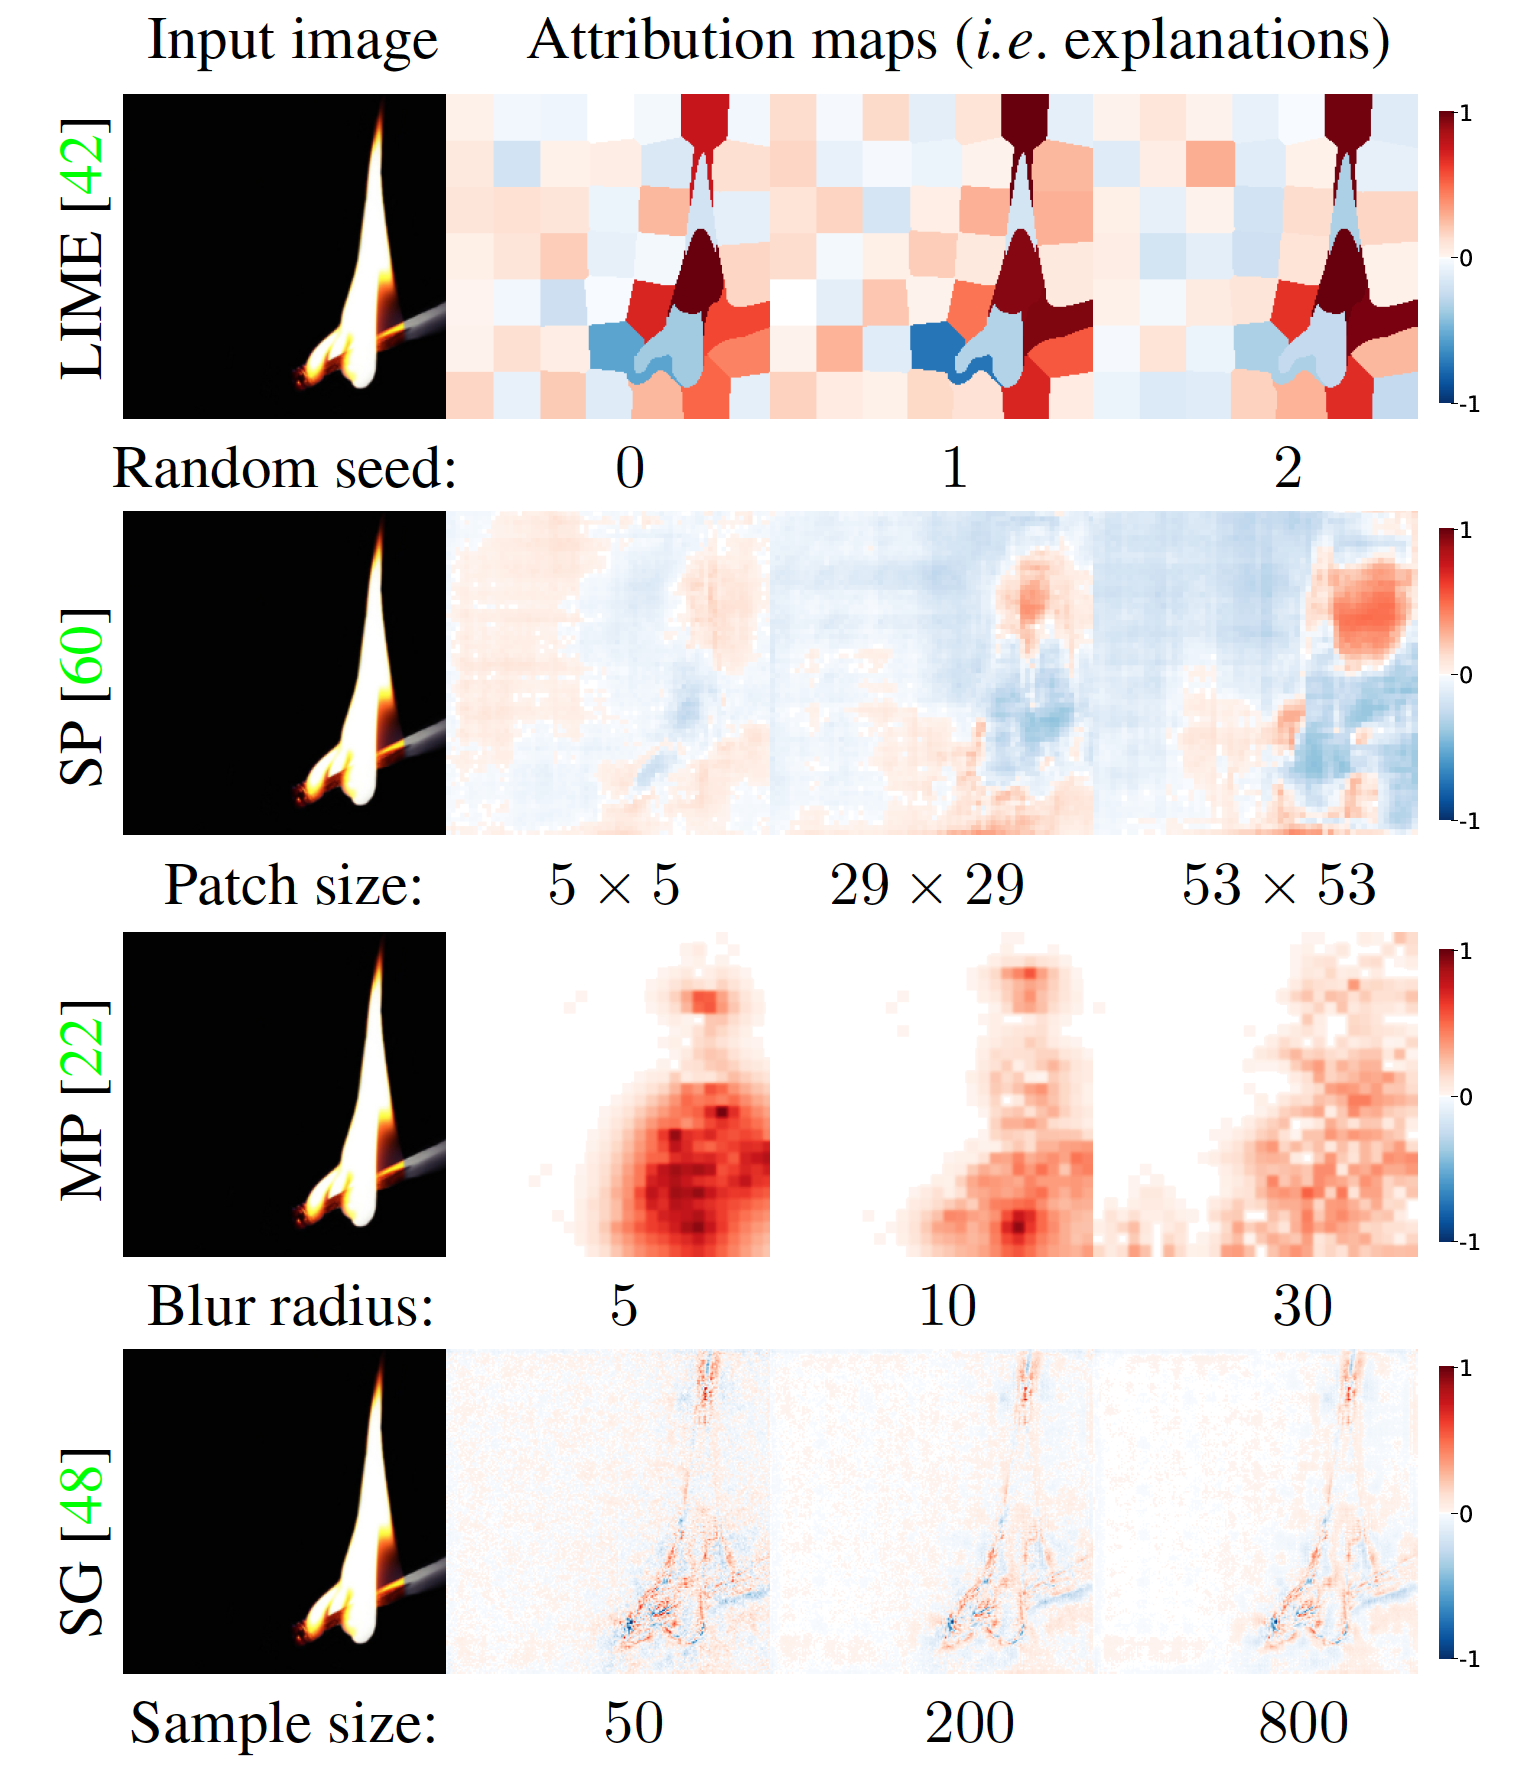 Input image Attribution maps (i.e. explanations)
LIME [42]
1
0
-1
Random seed: 0 1 2
SP [60]
1
0
-1
Patch size: 5 × 5 29 × 29 53 × 53
MP [22]
1
0
-1
Blur radius: 5 10 30
SG [48]
1
0
-1
Sample size: 50 200 800